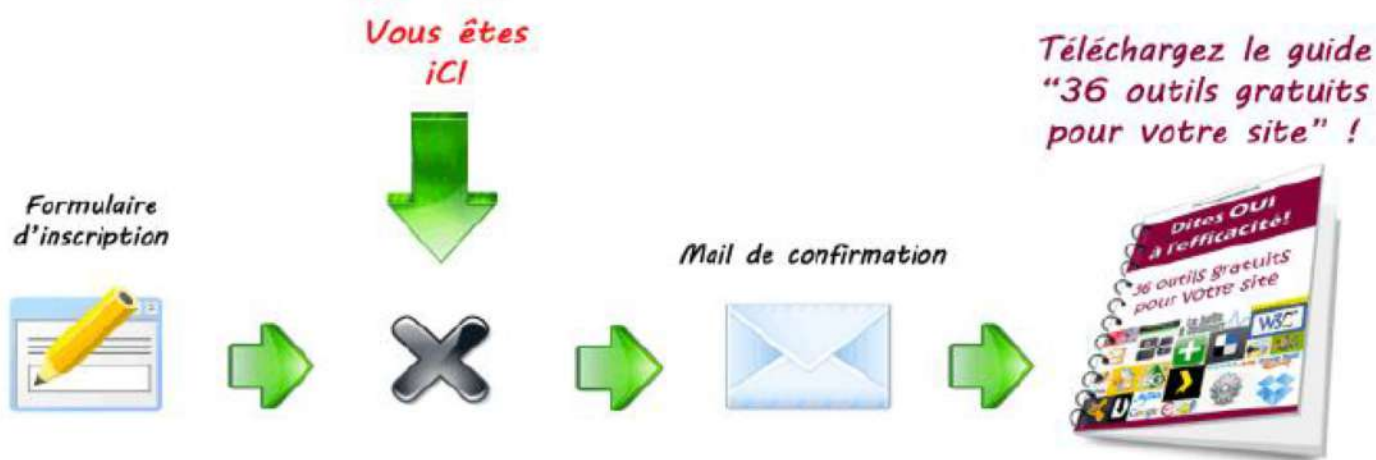 Vous êtes
iCI
Téléchargez le guide
“36 outils gratuits
pour votre site” !
Formulaire
d’inscription
Mail de confirmation
Dites OUI
à l'efficacité!
36 outils gratuits
pour VOTre site
W3C